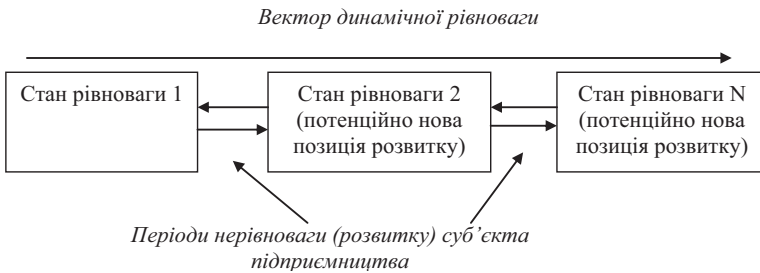 Вектор динамічної рівноваги
Стан рівноваги 1
Стан рівноваги 2
(потенційно нова
позиція розвитку)
Стан рівноваги N
(потенційно нова
позиція розвитку)
Періоди нерівноваги (розвитку) суб’єкта
підприємництва